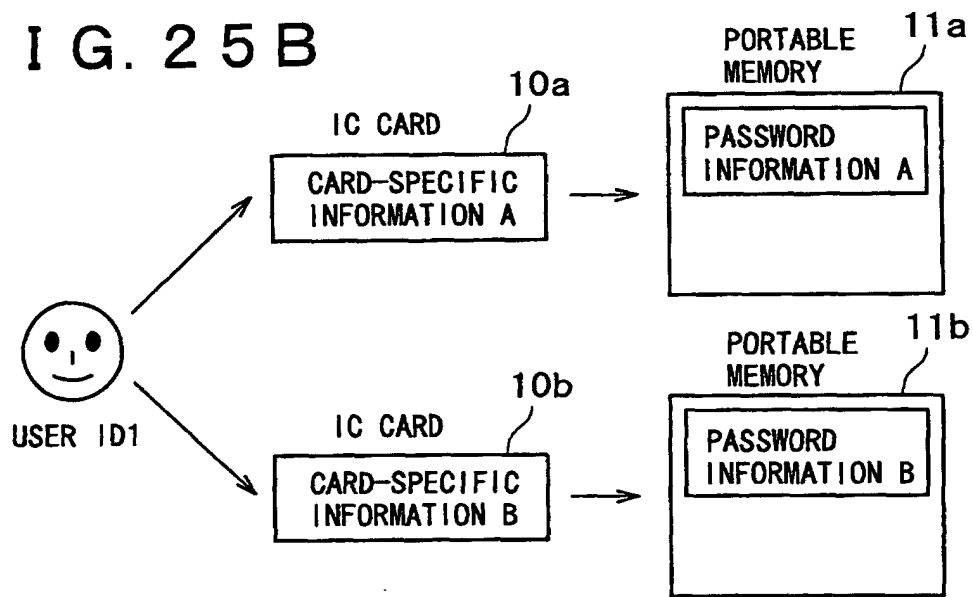 I G. 2 5 B
11a
PORTABLE
MEMORY
10a
IC CARD
PASSWORD
INFORMATION A
CARD-SPECIFIC
INFORMATION A
11b
PORTABLE
MEMORY
10b
USER ID1
IC CARD
PASSWORD
INFORMATION B
CARD-SPECIFIC
INFORMATION B